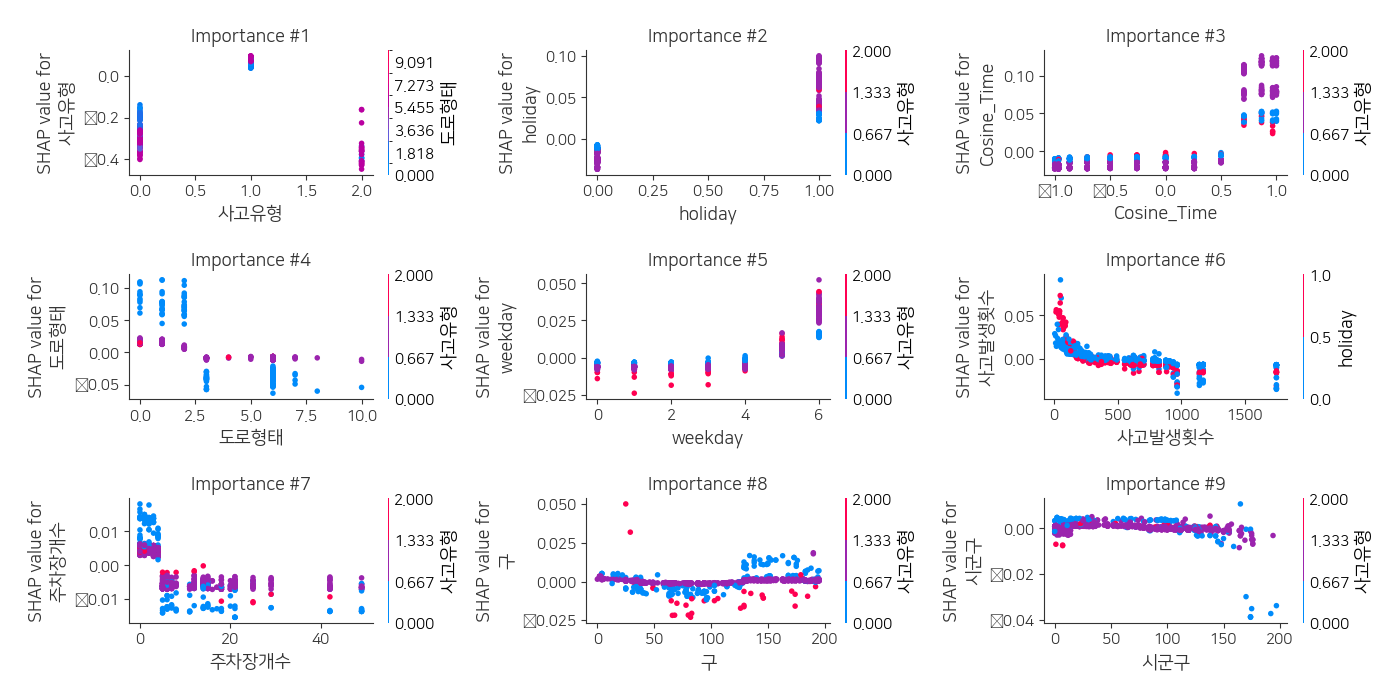 Importance #1
SHAP value for
사고유형
0.0
0.2
0.4
0.0
0.5
1.0
1.5
2.0
사고유형
9.091
7.273
5.455
3.636
1.818
0.000
도로형태
Importance #2
SHAP value for
holiday
0.10
0.05
0.00
0.00
0.25
0.50
0.75
1.00
holiday
2.000
1.333
0.667
0.000
사고유형
Importance #3
SHAP value for
Cosine_Time
0.10
0.05
0.00
1.0
0.5
0.0
0.5
1.0
Cosine_Time
2.000
1.333
0.667
0.000
사고유형
Importance #4
SHAP value for
도로형태
0.10
0.05
0.00
0.05
0.0
2.5
5.0
7.5
10.0
도로형태
2.000
1.333
0.667
0.000
사고유형
Importance #5
SHAP value for
weekday
0.050
0.025
0.000
0.025
0
2
4
6
weekday
2.000
1.333
0.667
0.000
사고유형
Importance #6
SHAP value for
사고발생횟수
0.05
0.00
0
500
1000
1500
사고발생횟수
1.0
0.5
0.0
holiday
Importance #7
SHAP value for
주차장개수
0.01
0.00
0.01
0
20
40
주차장개수
2.000
1.333
0.667
0.000
사고유형
Importance #8
SHAP value for
구
0.050
0.025
0.000
0.025
0
50
100
150
200
구
2.000
1.333
0.667
0.000
사고유형
Importance #9
SHAP value for
시군구
0.00
0.02
0.04
0
50
100
150
200
시군구
2.000
1.333
0.667
0.000
사고유형